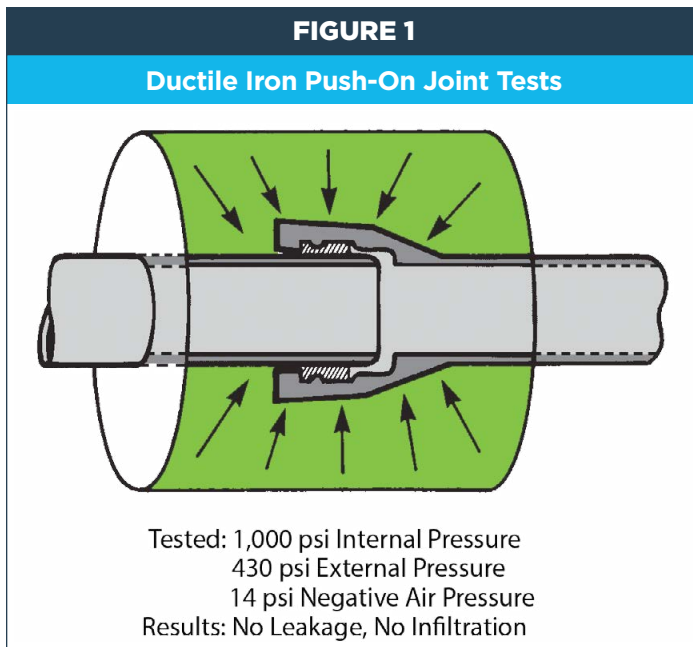 FIGURE 1
Ductile Iron Push-On Joint Tests
Tested: 1,000 psi Internal Pressure
430 psi External Pressure
14 psi Negative Air Pressure
Results: No Leakage, No Infiltration